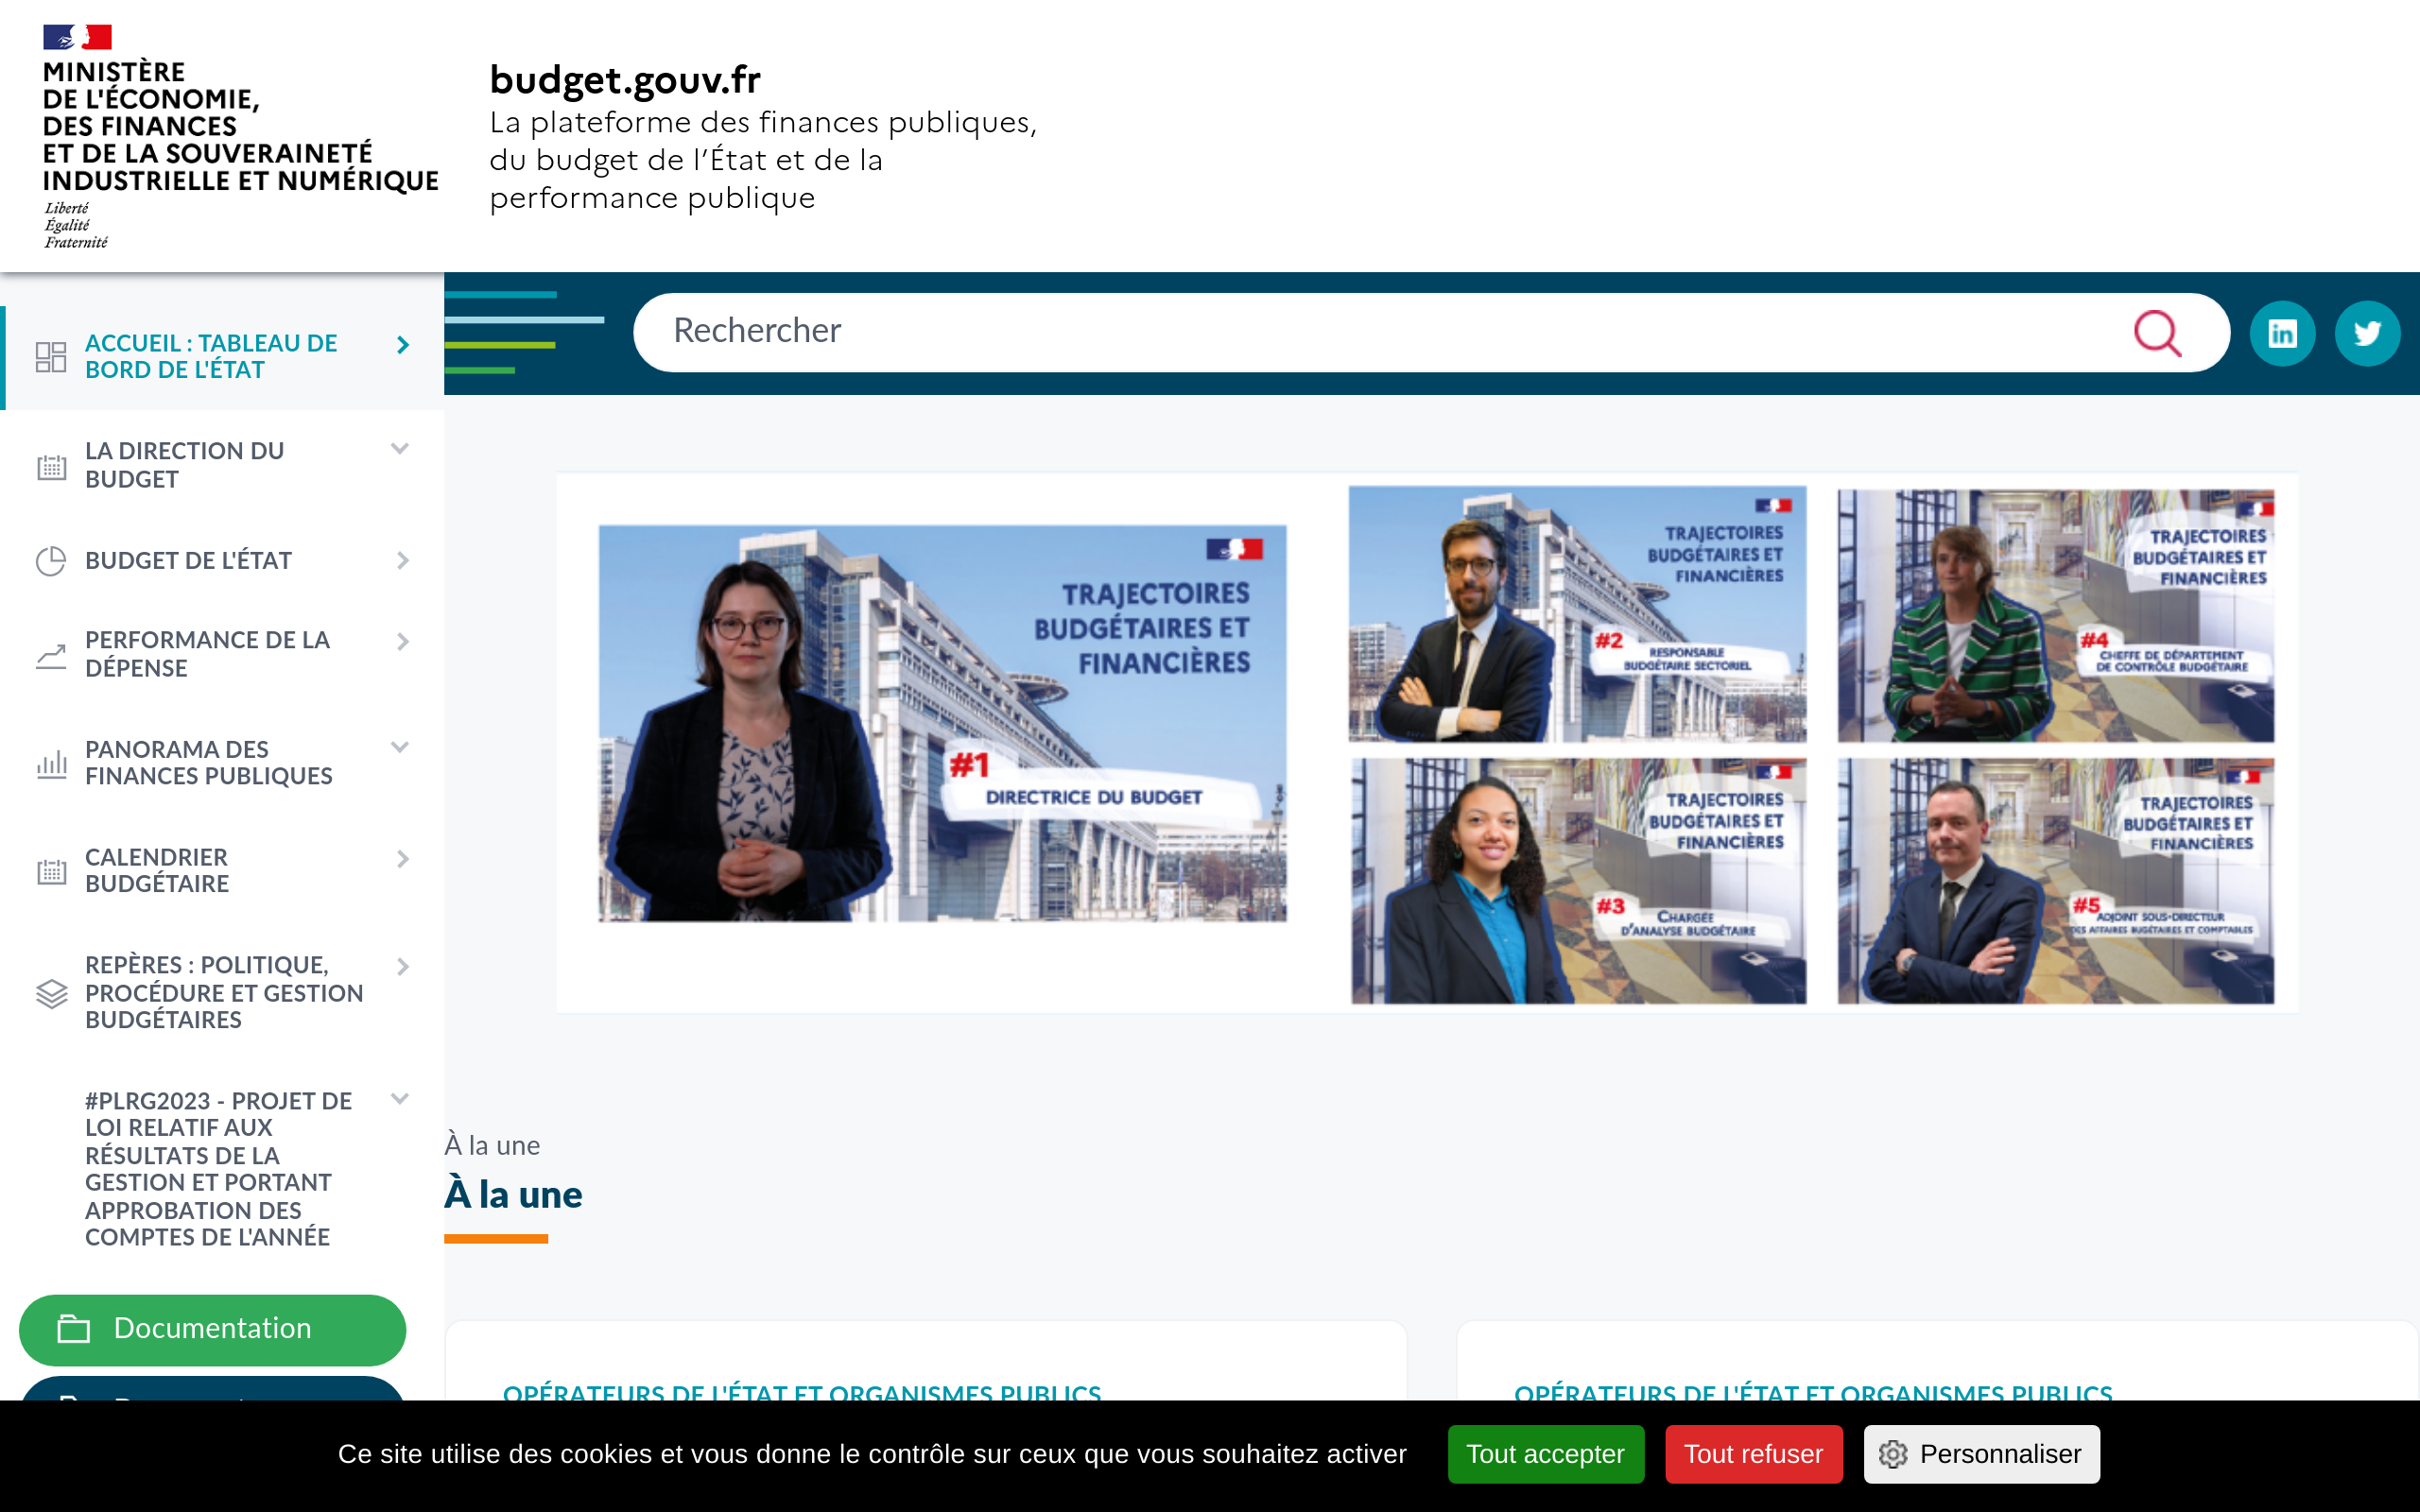 MINISTÈRE
DE L'ÉCONOMIE,
DES FINANCES
ET DE LA SOUVERAINETÉ
INDUSTRIELLE ET NUMÉRIQUE
Liberté
Égalité
Fraternité
budget.gouv.fr
La plateforme des finances publiques,
du budget de l’État et de la
performance publique
Rechercher
ACCUEIL : TABLEAU DE
BORD DE L'ÉTAT
LA DIRECTION DU
BUDGET
BUDGET DE L'ÉTAT
PERFORMANCE DE LA
DÉPENSE
PANORAMA DES
FINANCES PUBLIQUES
CALENDRIER
BUDGÉTAIRE
REPÈRES : POLITIQUE,
PROCÉDURE ET GESTION
BUDGÉTAIRES
#PLRG2023 - PROJET DE
LOI RELATIF AUX
RÉSULTATS DE LA
GESTION ET PORTANT
APPROBATION DES
COMPTES DE L'ANNÉE
Documentation
TRAJECTOIRES
BUDGÉTAIRES ET
FINANCIÈRES
#1
DIRECTRICE DU BUDGET
TRAJECTOIRES
BUDGÉTAIRES ET
FINANCIÈRES
#2
RESPONSABLE
BUDGÉTAIRE SECTORIEL
TRAJECTOIRES
BUDGÉTAIRES ET
FINANCIÈRES
#4
CHEFFE DE DÉPARTEMENT
DE CONTRÔLE BUDGÉTAIRE
TRAJECTOIRES
BUDGÉTAIRES ET
FINANCIÈRES
#3
CHARGÉE
D'ANALYSE BUDGÉTAIRE
TRAJECTOIRES
BUDGÉTAIRES ET
FINANCIÈRES
#5
ADJOINT SOUS-DIRECTEUR
DES AFFAIRES BUGÉTAIRES ET COMPTABLES
À la une
À la une
OPÉRATEURS DE L'ÉTAT ET ORGANISMES PUBLICS
OPÉRATEURS DE L'ÉTAT ET ORGANISMES PUBLICS
Ce site utilise des cookies et vous donne le contrôle sur ceux que vous souhaitez activer
Tout accepter
Tout refuser
Personnaliser